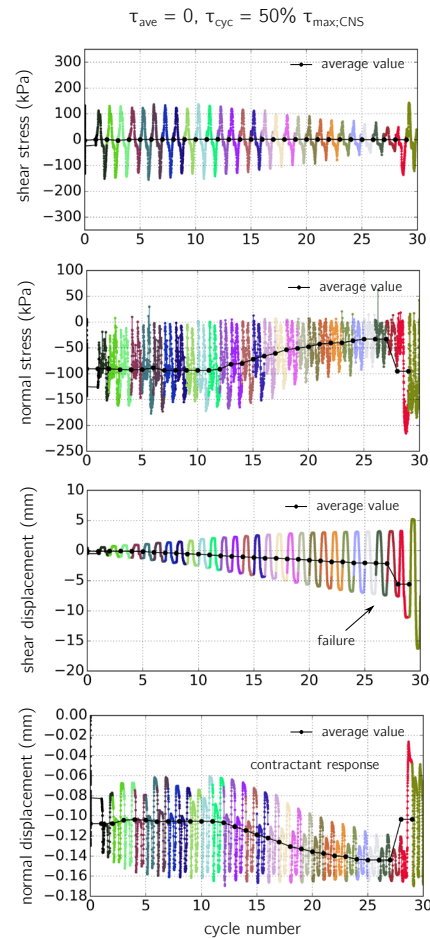 τave = 0, τcyc = 50% τmax;CNS
300
200
100
0
−100
−200
−300
shear stress (kPa)
average value
0 5 10 15 20 25 30
100
50
0
−50
−100
−150
−200
−250
normal stress (kPa)
average value
0 5 10 15 20 25 30
10
5
0
−5
−10
−15
−20
shear displacement (mm)
average value
failure
0 5 10 15 20 25 30
0.00
−0.02
−0.04
−0.06
−0.08
−0.10
−0.12
−0.14
−0.16
−0.18
normal displacement (mm)
average value
contractant response
0 5 10 15 20 25 30
cycle number